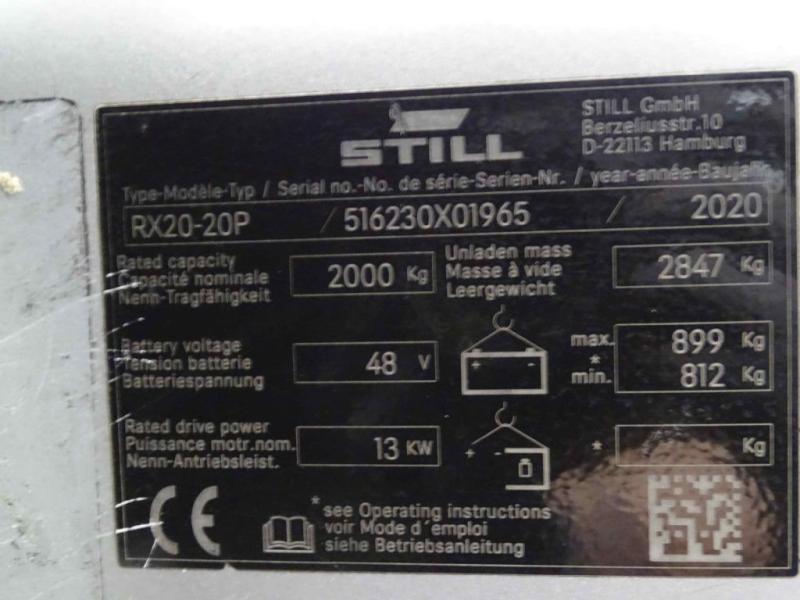 STILL
STILL GmbH
Berzeliusstr.10
D-22113 Hamburg
Type-Modèle-Typ / Serial no.-No. de série-Serien-Nr. / year-année-Baujahr
RX20-20P / 516230X01965 / 2020
Rated capacity
Capacité nominale
Nenn-Tragfähigkeit
2000 Kg
Unladen mass
Masse à vide
Leergewicht
2847 Kg
Battery voltage
Tension batterie
Batteriespannung
48 V
+ -
max. 899 Kg
*
min. 812 Kg
Rated drive power
Puissance motr.nom.
Nenn-Antriebsleist.
13 KW
+ -
* Kg
CE
* see Operating instructions
voir Mode d´emploi
siehe Betriebsanleitung